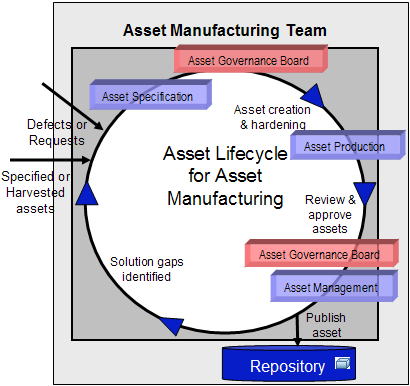 Asset Manufacturing Team
Asset Governance Board
Asset Specification
Asset creation
& hardening
Defects or
Requests
Asset Production
Asset Lifecycle
for Asset
Manufacturing
Specified or
Harvested
assets
Review &
approve
assets
Asset Governance Board
Solution gaps
identified
Asset Management
Publish
asset
Repository